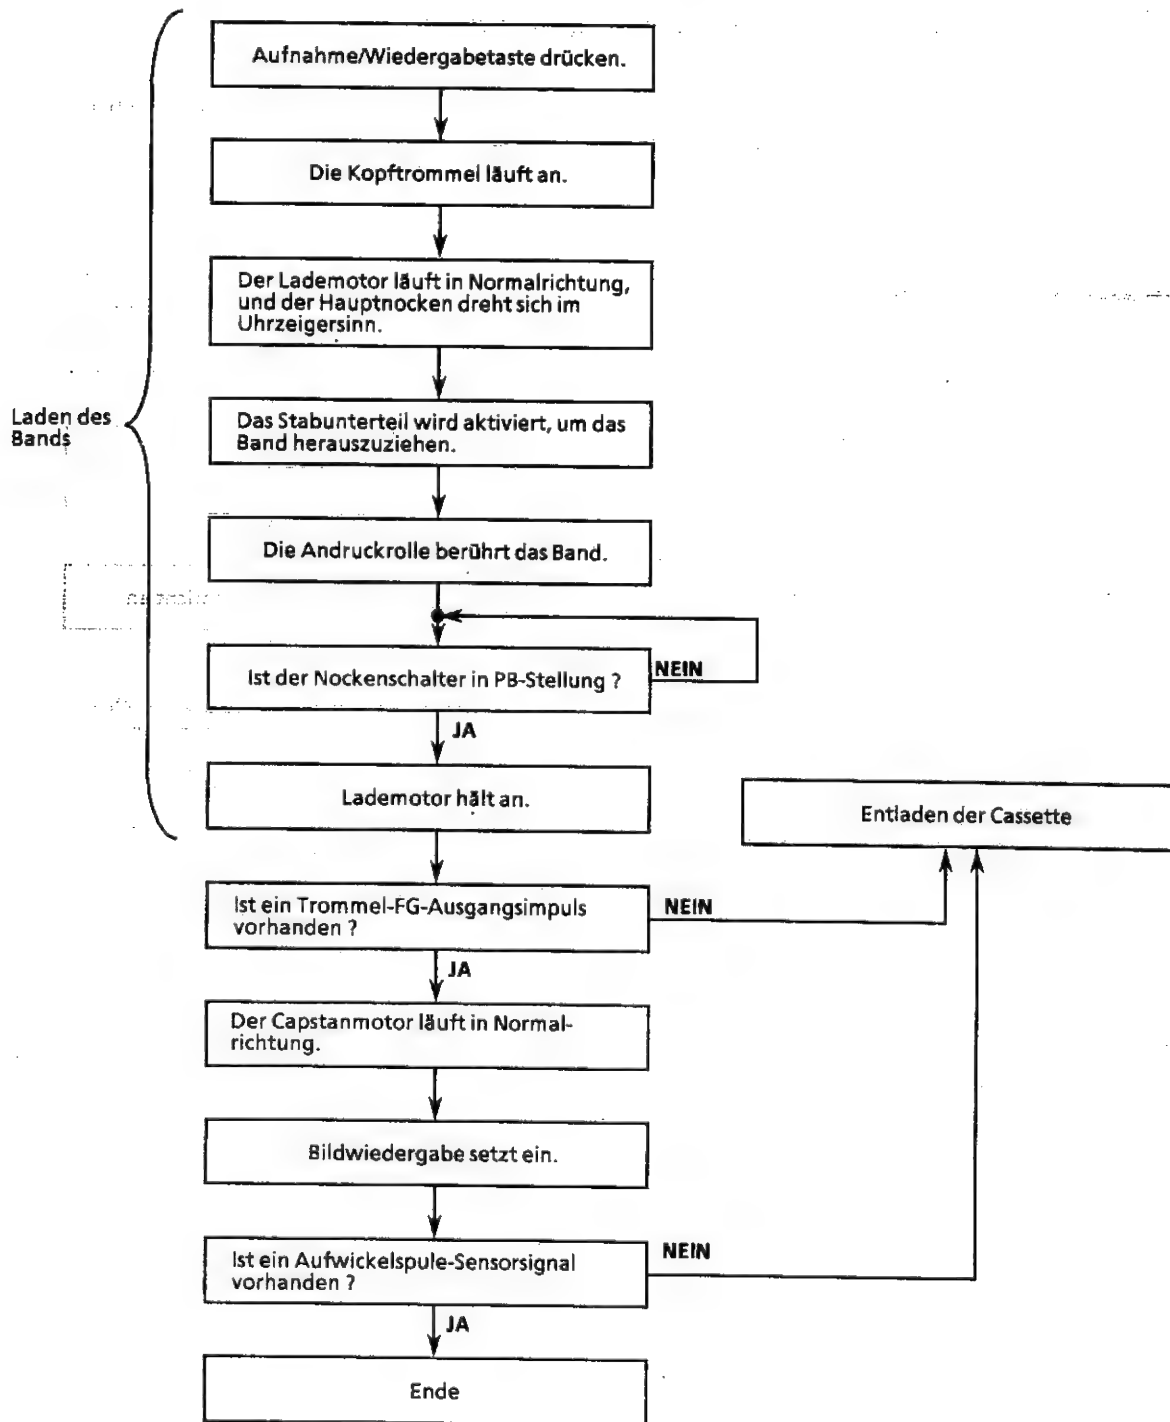 Aufnahme/Wiedergabetaste drücken.
Die Kopftrommel läuft an.
Der Lademotor läuft in Normalrichtung,
und der Hauptnocken dreht sich im
Uhrzeigersinn.
Laden des
Bands
Das Stabunterteil wird aktiviert, um das
Band herauszuziehen.
Die Andruckrolle berührt das Band.
Ist der Nockenschalter in PB-Stellung ?
NEIN
JA
Lademotor hält an.
Entladen der Cassette
Ist ein Trommel-FG-Ausgangsimpuls
vorhanden ?
NEIN
JA
Der Capstanmotor läuft in Normal-
richtung.
Bildwiedergabe setzt ein.
Ist ein Aufwickelspule-Sensorsignal
vorhanden ?
NEIN
JA
Ende